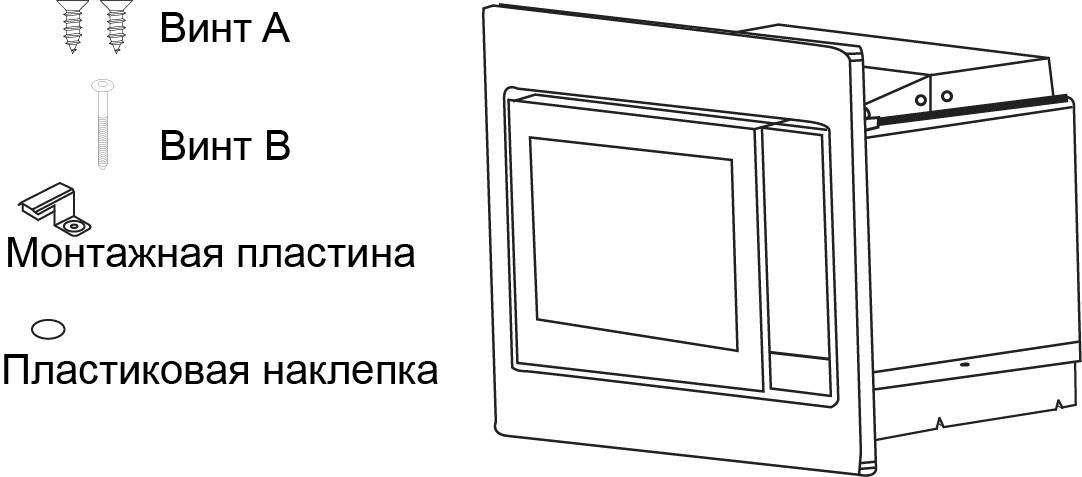 Винт А
Винт В
Монтажная пластина
Пластиковая наклепка